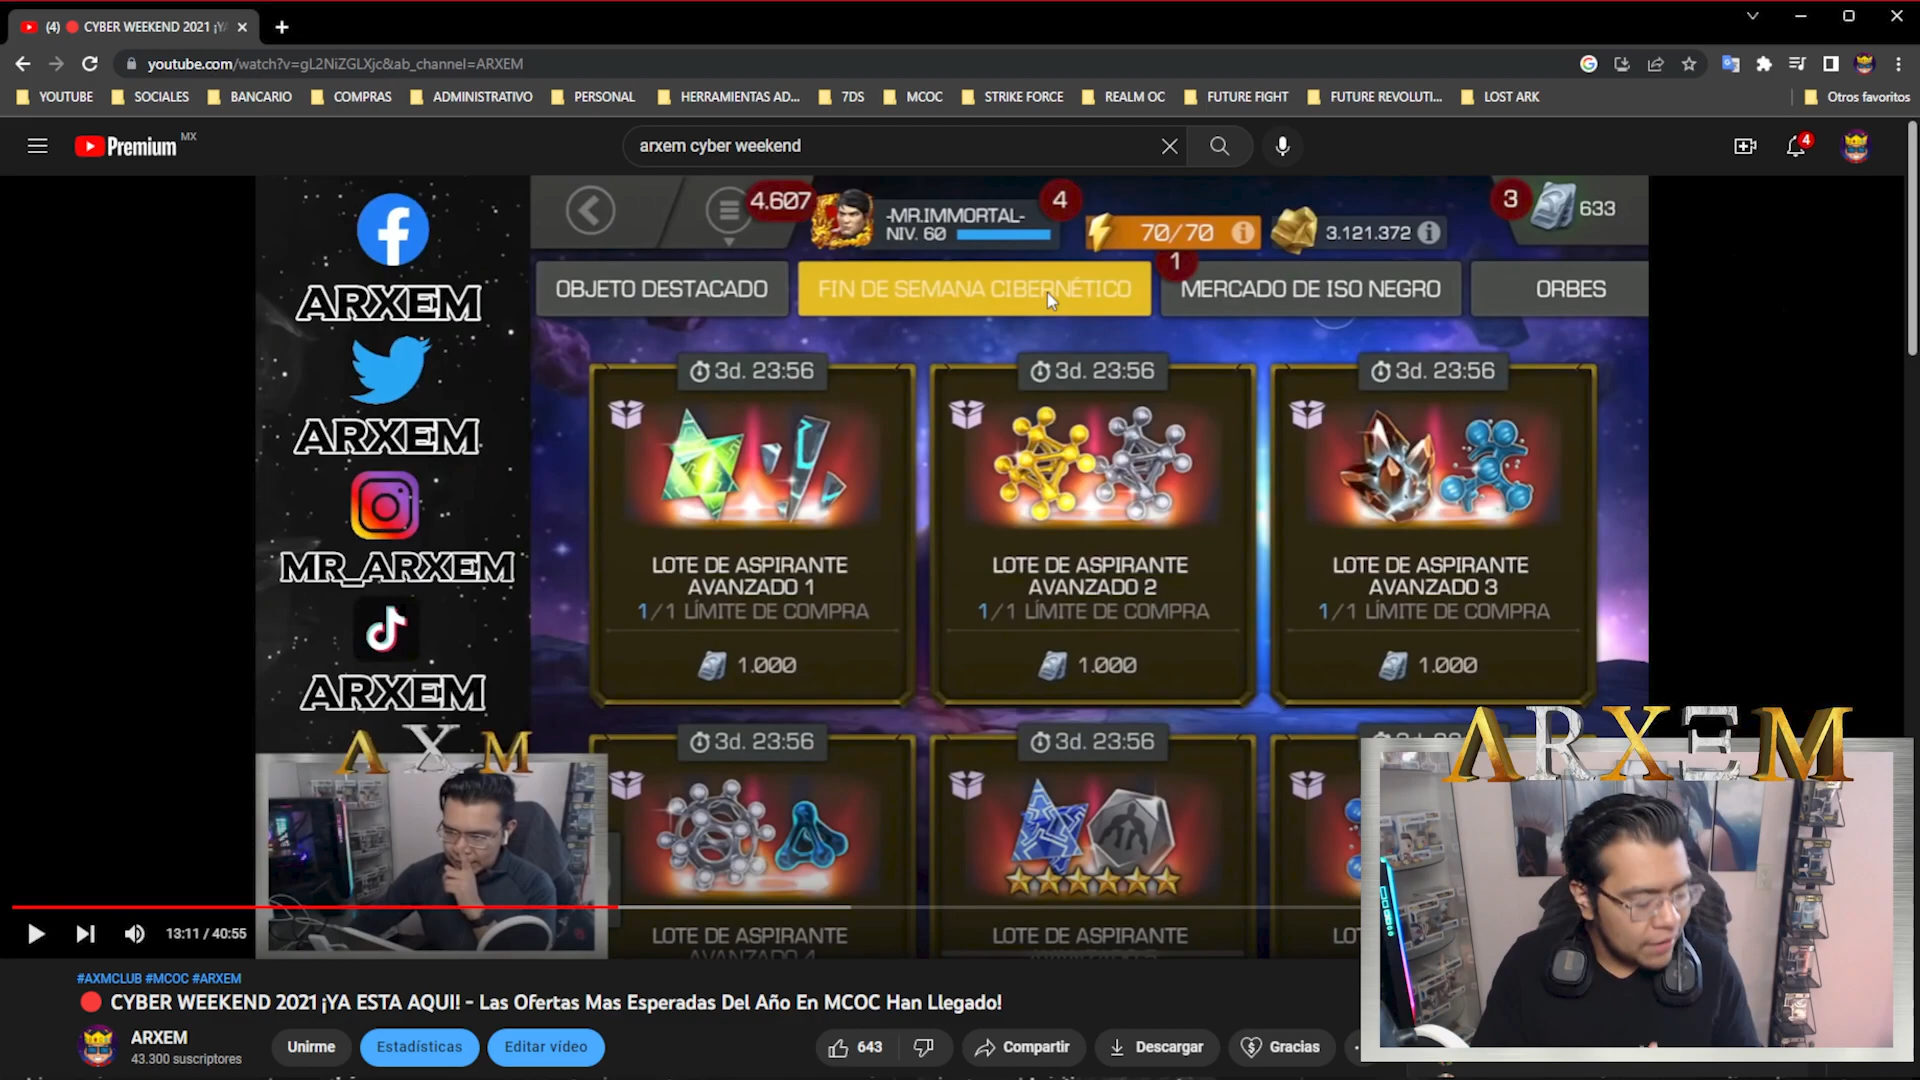 (4) 🔴 CYBER WEEKEND 2021 ¡Y
youtube.com/watch?v=gL2NiZGLXjc&ab_channel=ARXEM
YOUTUBE
SOCIALES
BANCARIO
COMPRAS
ADMINISTRATIVO
PERSONAL
HERRAMIENTAS AD...
7DS
MCOC
STRIKE FORCE
REALM OC
FUTURE FIGHT
FUTURE REVOLUTI...
LOST ARK
Otros favoritos
Premium MX
arxem cyber weekend
4
ARXEM
ARXEM
MR_ARXEM
ARXEM
AXM
4.607
-MR.IMMORTAL-
NIV. 60
4
70/70
3.121.372
3
633
OBJETO DESTACADO
FIN DE SEMANA CIBERNÉTICO
1
MERCADO DE ISO NEGRO
ORBES
3d. 23:56
3d. 23:56
3d. 23:56
LOTE DE ASPIRANTE
AVANZADO 1
1/1 LÍMITE DE COMPRA
1.000
LOTE DE ASPIRANTE
AVANZADO 2
1/1 LÍMITE DE COMPRA
1.000
LOTE DE ASPIRANTE
AVANZADO 3
1/1 LÍMITE DE COMPRA
1.000
3d. 23:56
3d. 23:56
LOTE DE ASPIRANTE
LOTE DE ASPIRANTE
ARXEM
13:11 / 40:55
#AXMCLUB #MCOC #ARXEM
🔴 CYBER WEEKEND 2021 ¡YA ESTA AQUI! - Las Ofertas Mas Esperadas Del Año En MCOC Han Llegado!
ARXEM
43.300 suscriptores
Unirme
Estadísticas
Editar vídeo
643
Compartir
Descargar
Gracias